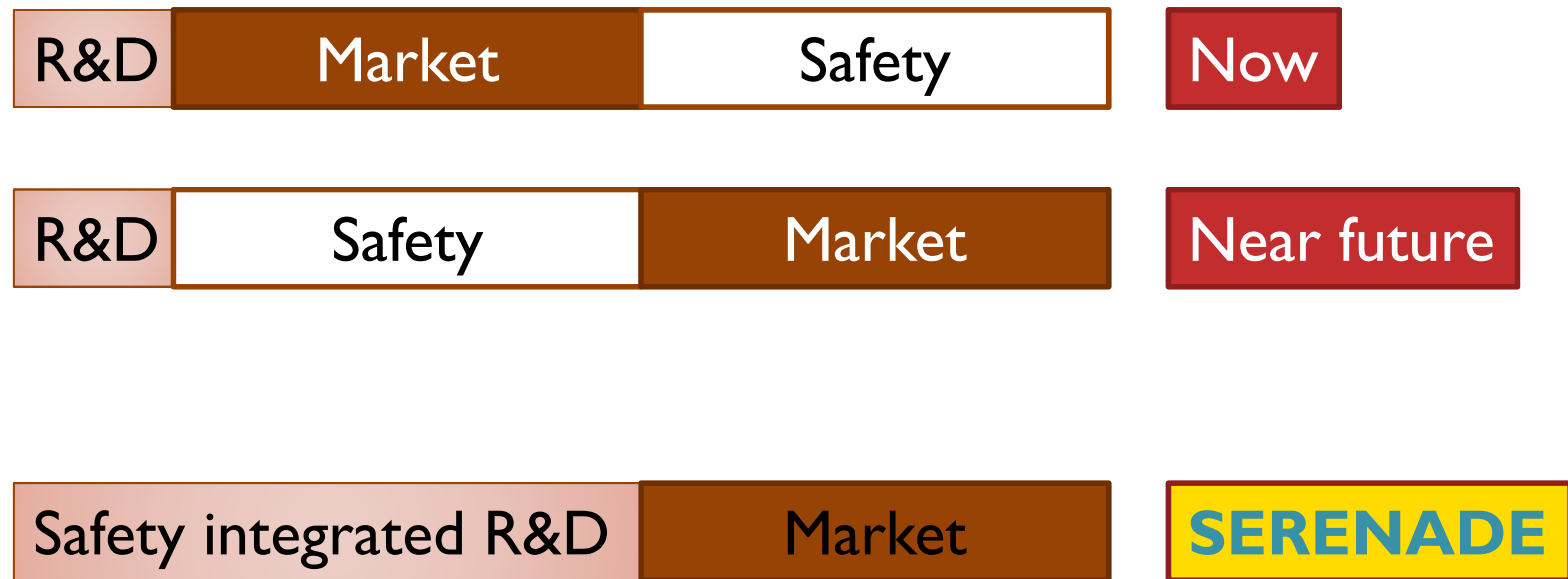 R&D Market Safety Now
R&D Safety Market Near future
Safety integrated R&D Market SERENADE